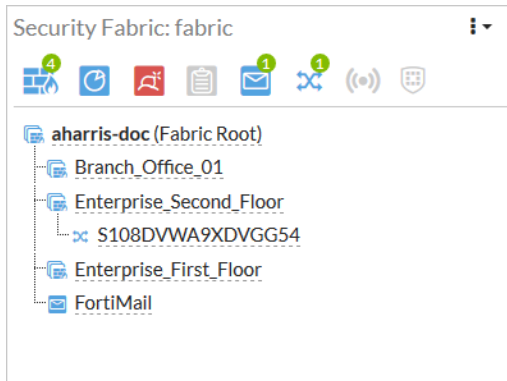 Security Fabric: fabric
4 1 1
aharris-doc (Fabric Root)
Branch_Office_01
Enterprise_Second_Floor
S108DVWA9XDVGG54
Enterprise_First_Floor
FortiMail